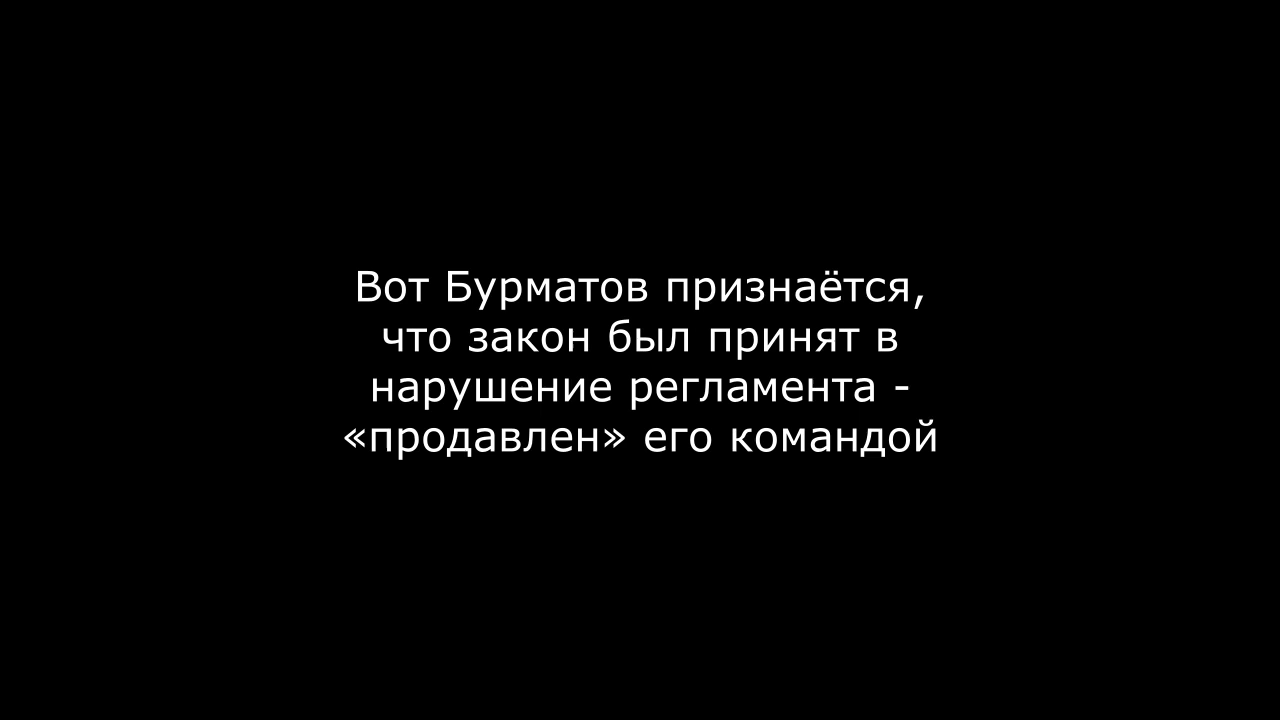 Вот Бурматов признаётся,
что закон был принят в
нарушение регламента -
«продавлен» его командой